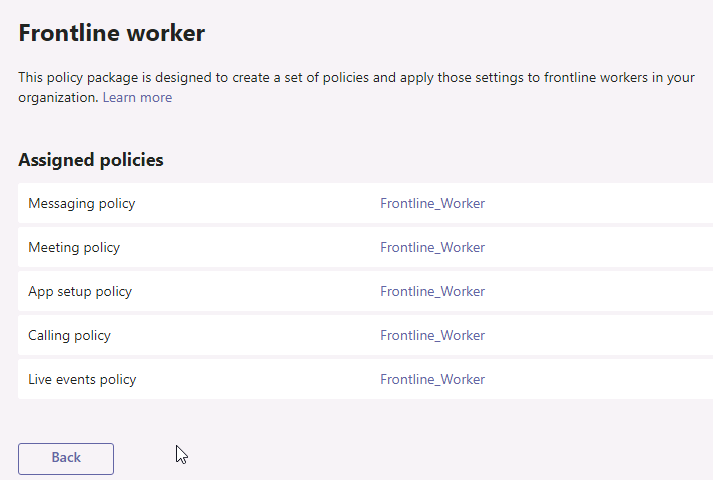 Frontline worker
This policy package is designed to create a set of policies and apply those settings to frontline workers in your
organization. Learn more
Assigned policies
Messaging policy Frontline_Worker
Meeting policy Frontline_Worker
App setup policy Frontline_Worker
Calling policy Frontline_Worker
Live events policy Frontline_Worker
Back